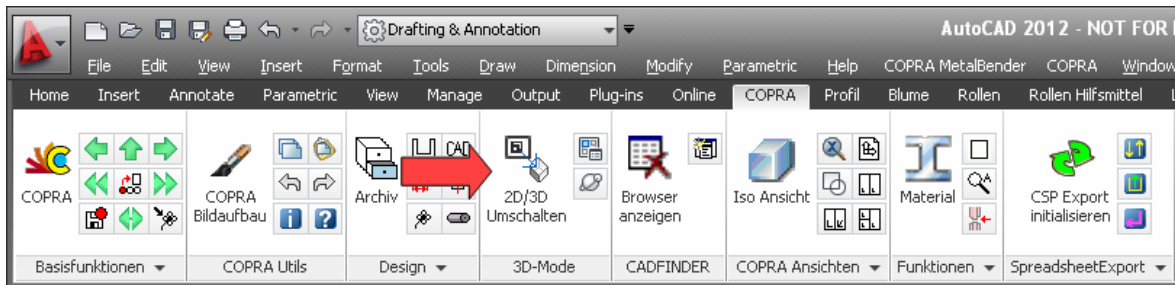 Drafting & Annotation
AutoCAD 2012 - NOT FOR
File Edit View Insert Format Tools Draw Dimension Modify Parametric Help COPRA MetalBender COPRA Window
Home Insert Annotate Parametric View Manage Output Plug-ins Online COPRA Profil Blume Rollen Rollen Hilfsmittel
CAD
COPRA COPRA Bildaufbau Archiv 2D/3D Umschalten Browser anzeigen Iso Ansicht Material CSP Export initialisieren
Basisfunktionen COPRA Utils Design 3D-Mode CADFINDER COPRA Ansichten Funktionen SpreadsheetExport